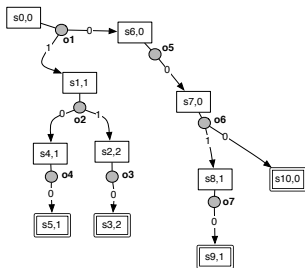 s0,0
o1
0
s6,0
1
o5
0
s1,1
s7,0
o2
0
1
o6
1
0
s4,1
s2,2
o4
o3
s8,1
s10,0
0
0
o7
s5,1
s3,2
0
s9,1